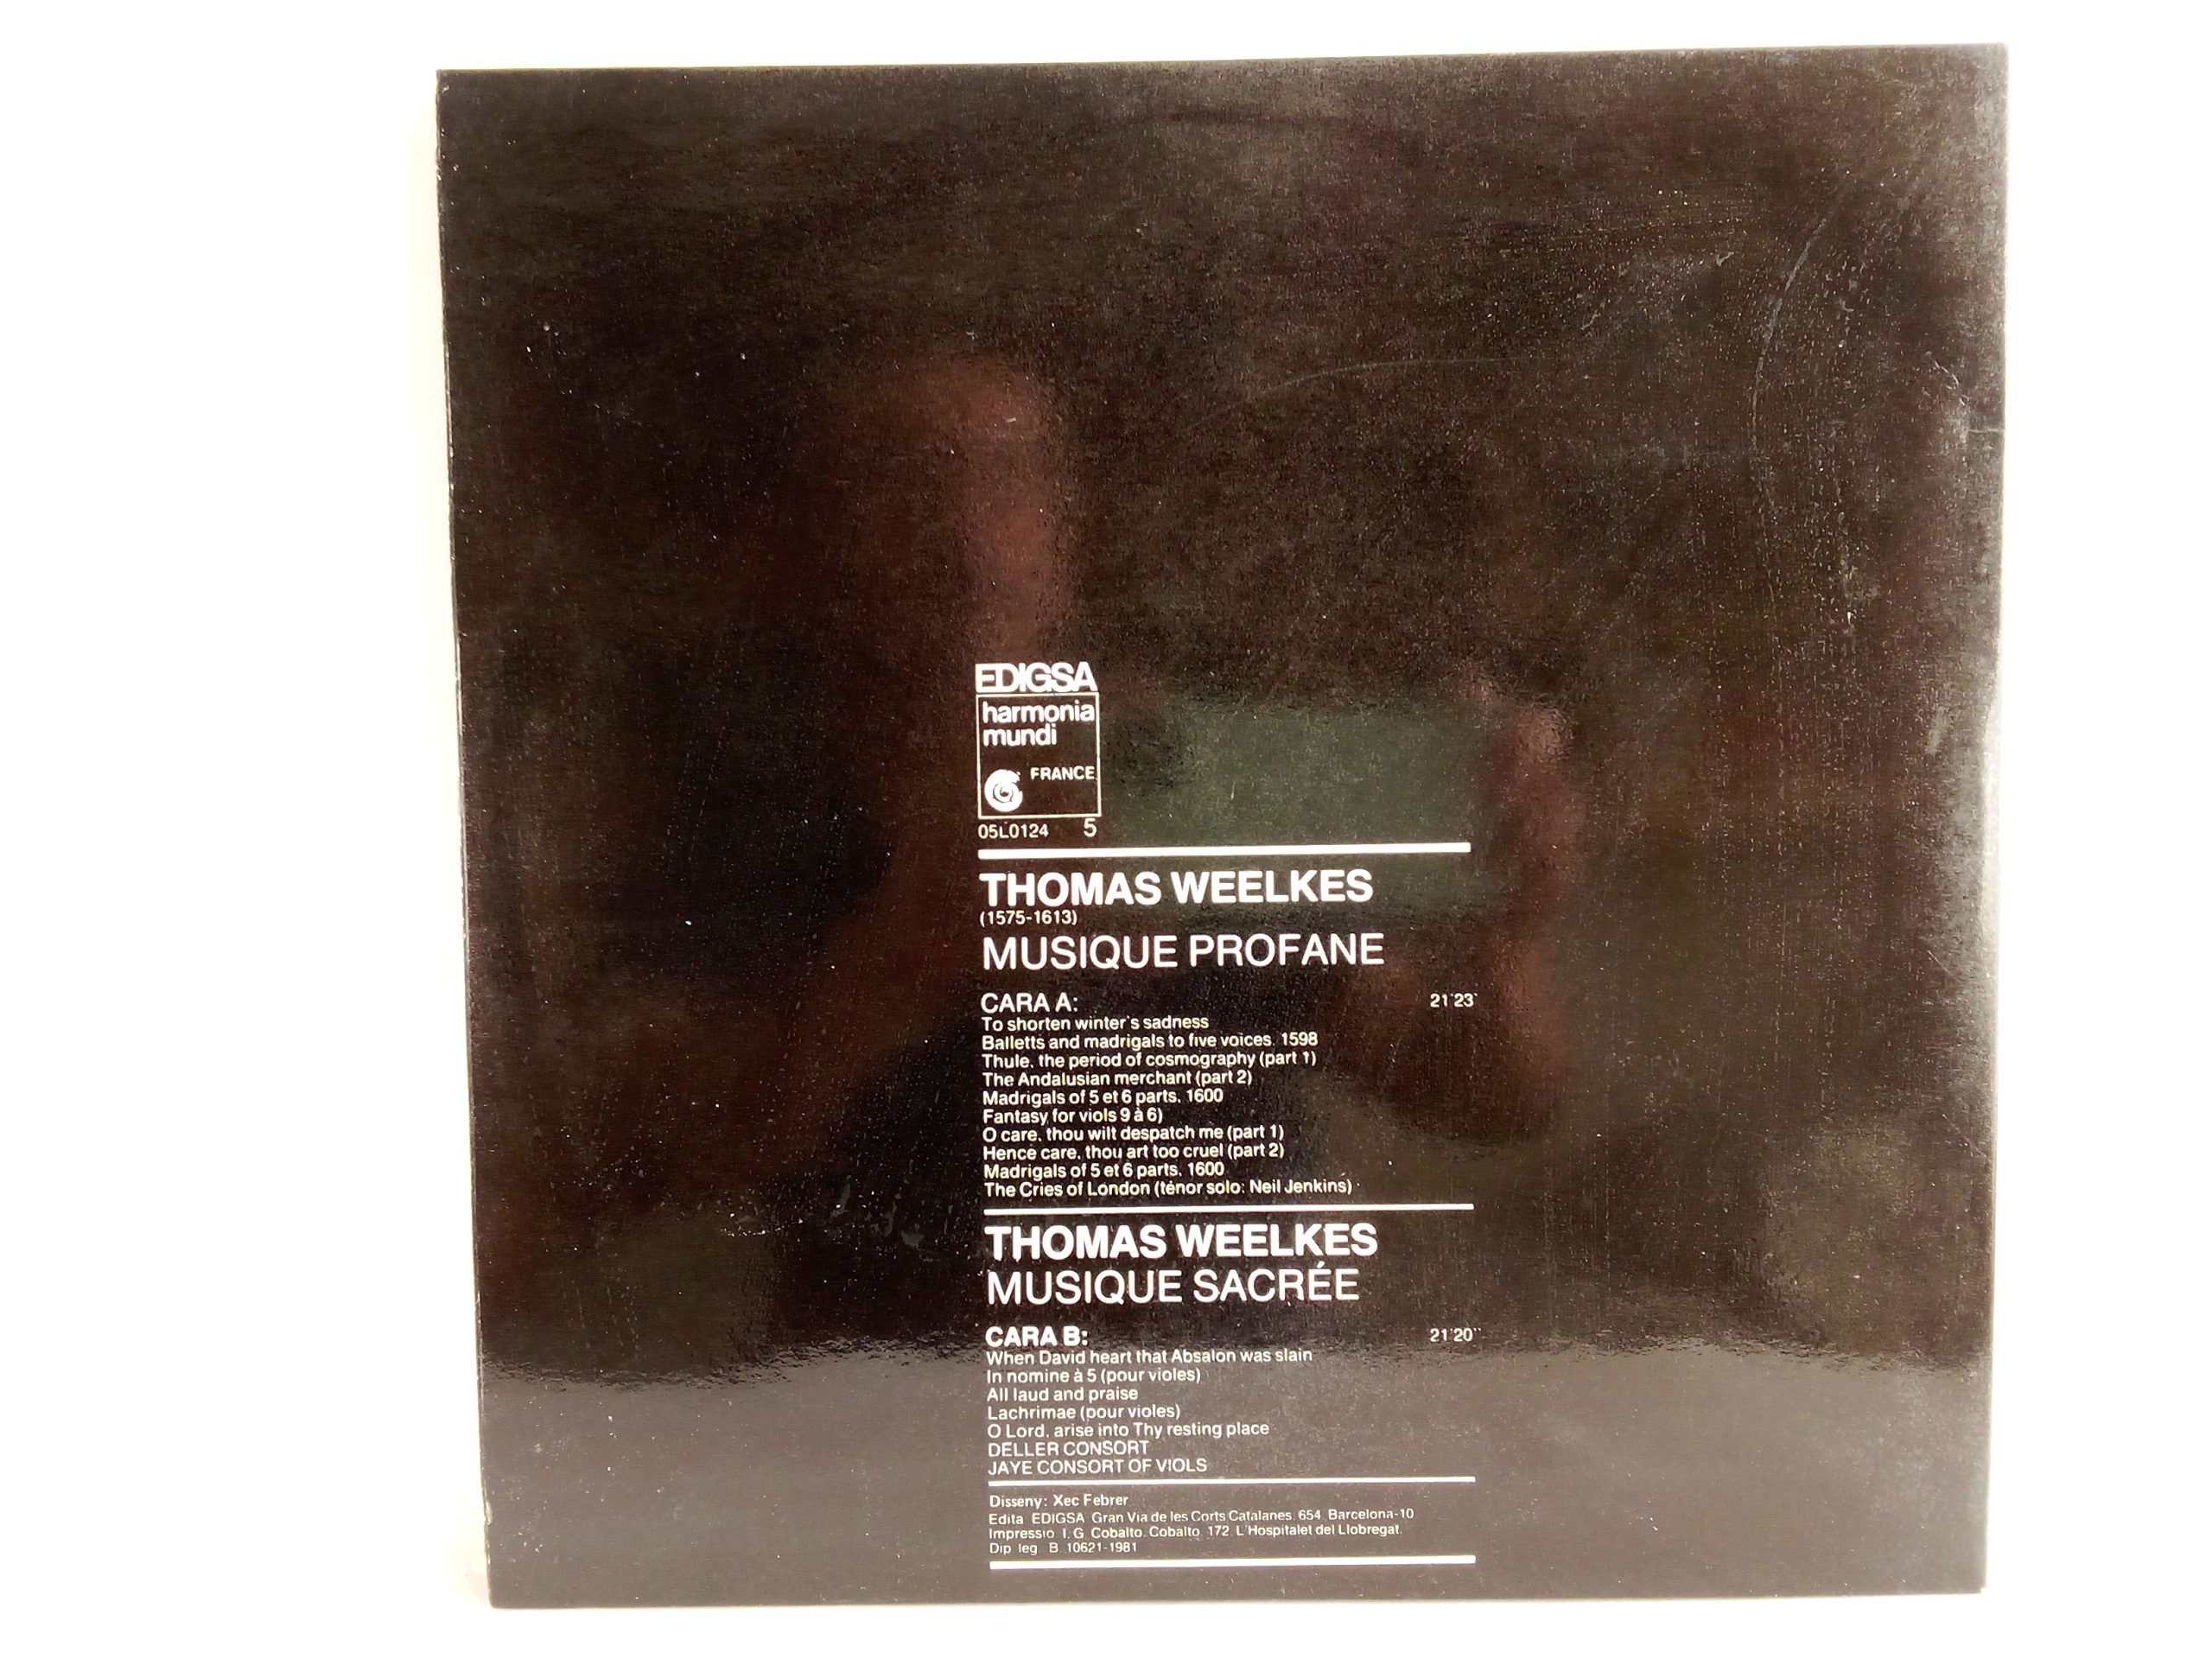 EDIGSA
harmonia
mundi
FRANCE
05L0124 5
THOMAS WEELKES
(1575-1613)
MUSIQUE PROFANE
CARA A: 21'23'
To shorten winter's sadness
Balletts and madrigals to five voices. 1598
Thule, the period of cosmography (part 1)
The Andalusian merchant (part 2)
Madrigals of 5 et 6 parts. 1600
Fantasy for viols 9 à 6)
O care, thou wilt despatch me (part 1)
Hence care, thou art too cruel (part 2)
Madrigals of 5 et 6 parts. 1600
The Cries of London (ténor solo: Neil Jenkins)
THOMAS WEELKES
MUSIQUE SACRÉE
CARA B: 21'20''
When David heart that Absalon was slain
In nomine à 5 (pour violes)
All laud and praise
Lachrimae (pour violes)
O Lord, arise into Thy resting place
DELLER CONSORT
JAYE CONSORT OF VIOLS
Disseny: Xec Febrer
Edita EDIGSA Gran Via de les Corts Catalanes. 654. Barcelona-10
Impressio I. G. Cobalto. Cobalto. 172. L'Hospitalet del Llobregat.
Dip. leg. B. 10621-1981